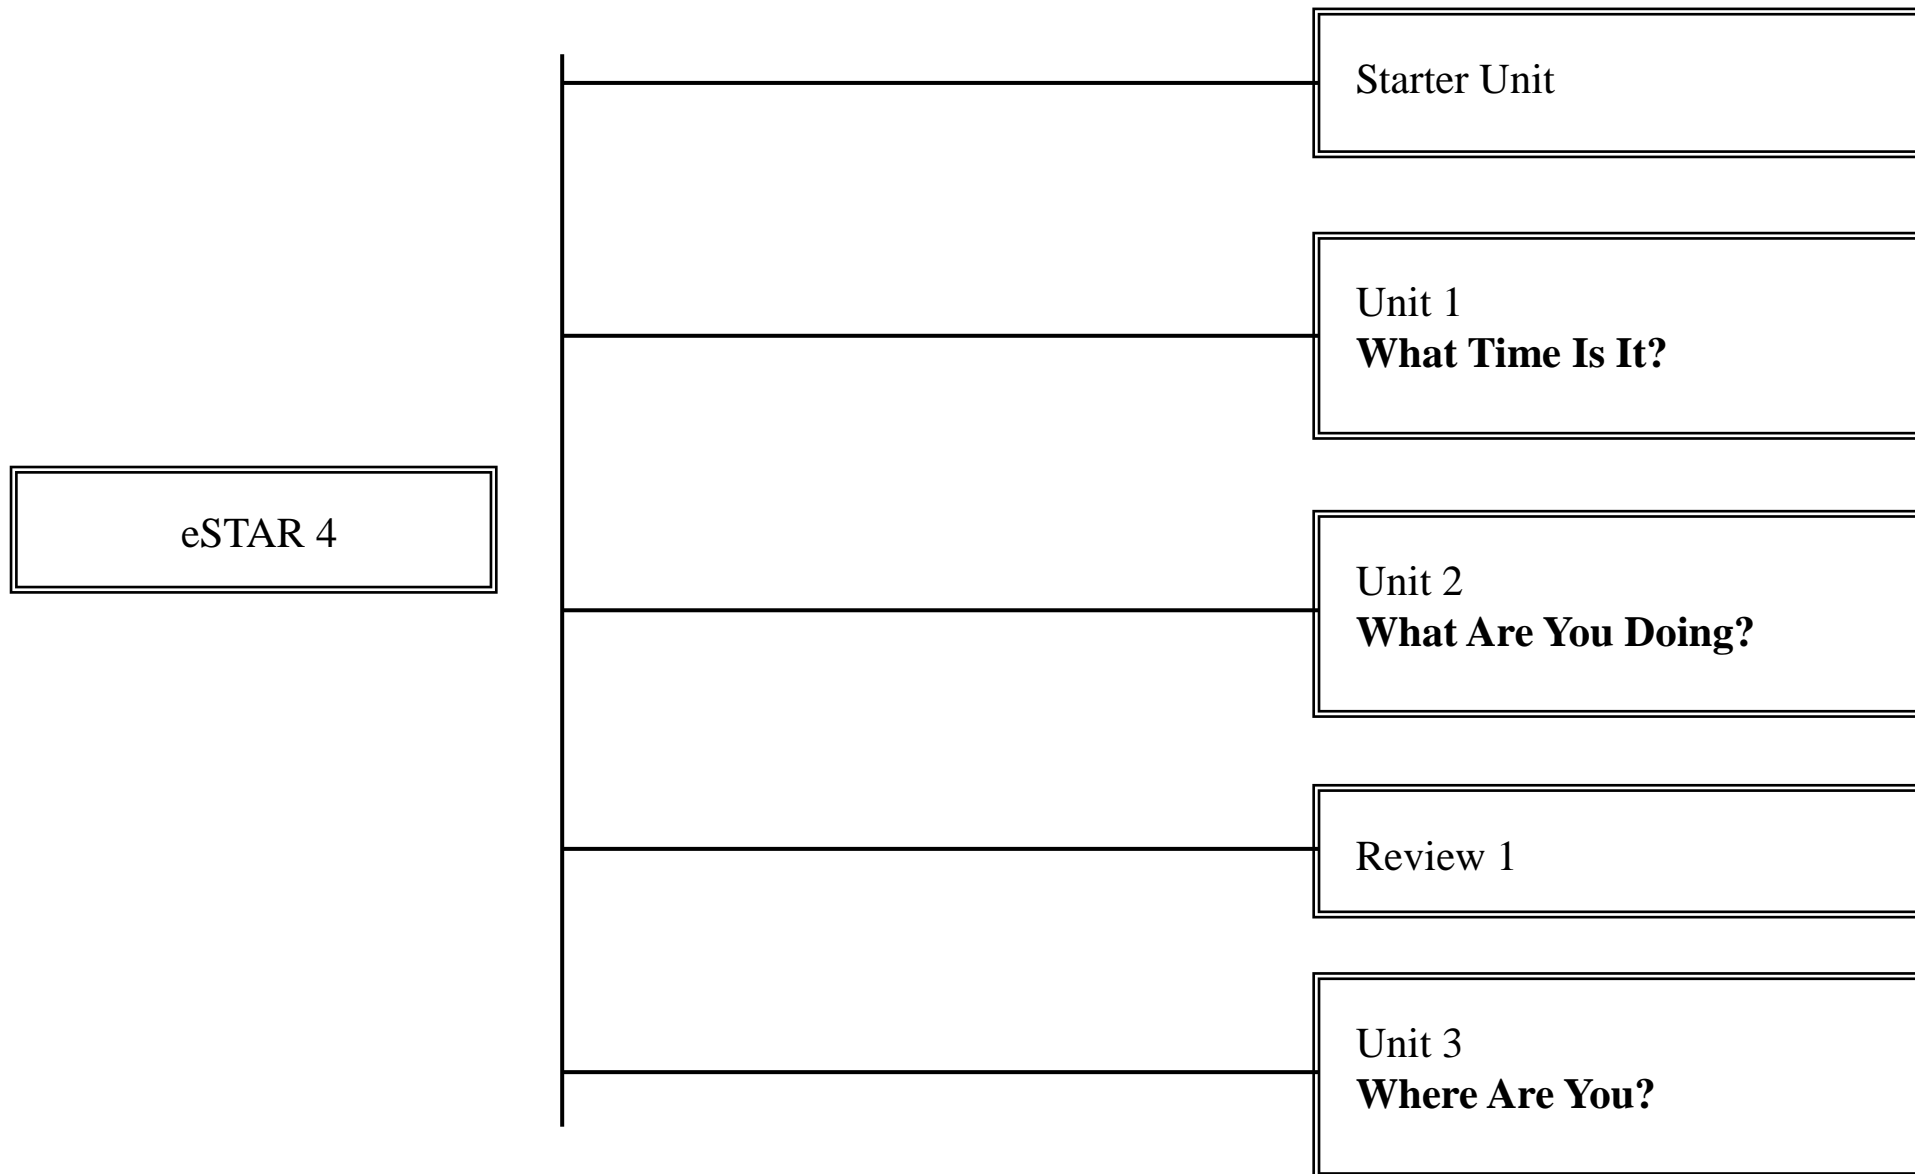 eSTAR 4
Starter Unit
Unit 1
What Time Is It?
Unit 2
What Are You Doing?
Review 1
Unit 3
Where Are You?